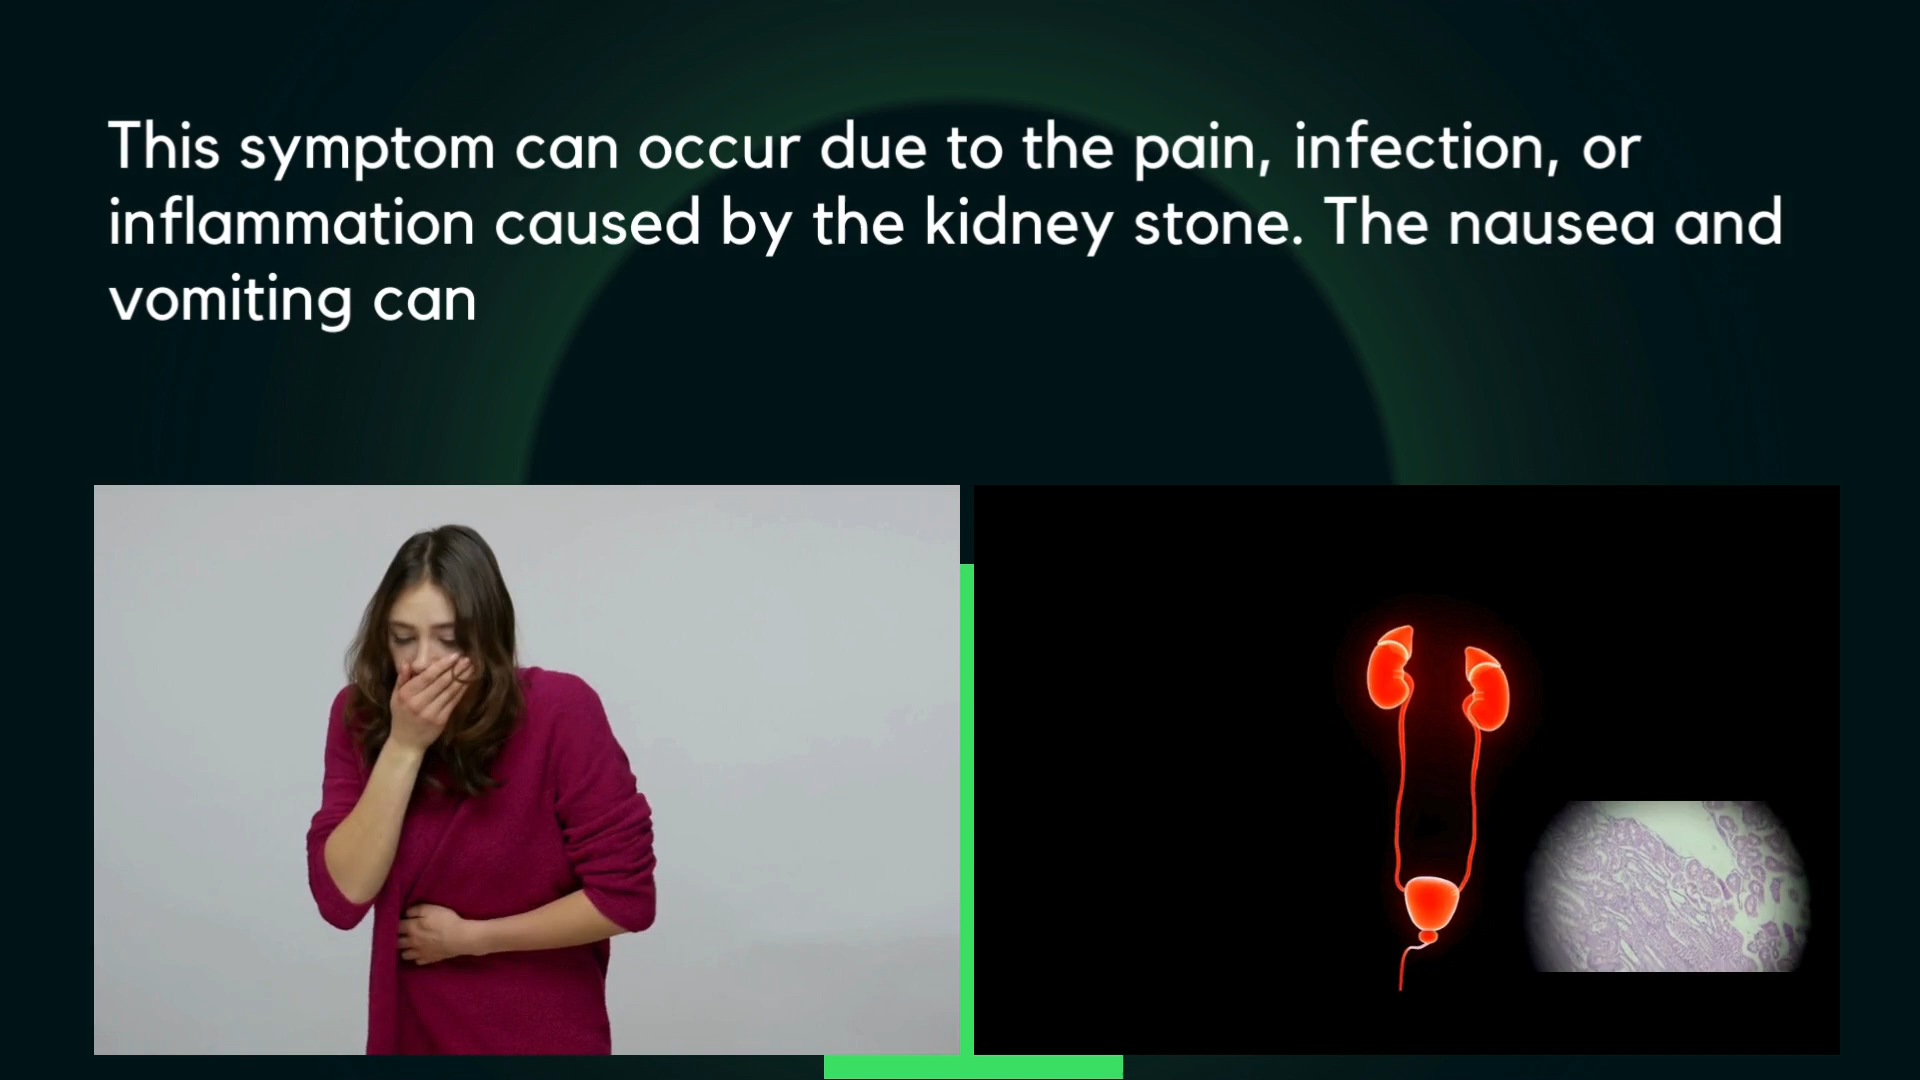 This symptom can occur due to the pain, infection, or
inflammation caused by the kidney stone. The nausea and
vomiting can